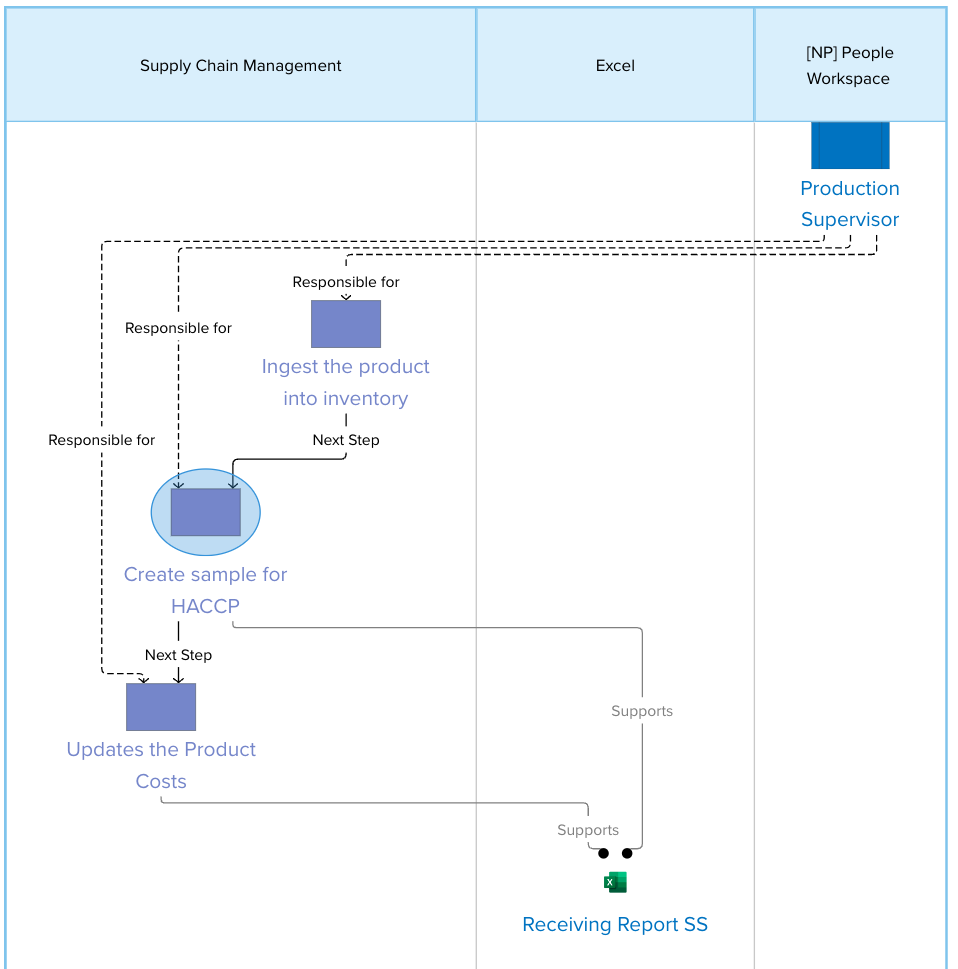 Supply Chain Management
Excel
[NP] People
Workspace
Production
Supervisor
Responsible for
Ingest the product
into inventory
Responsible for
Responsible for
Next Step
Create sample for
HACCP
Next Step
Supports
Updates the Product
Costs
Supports
X
Receiving Report SS